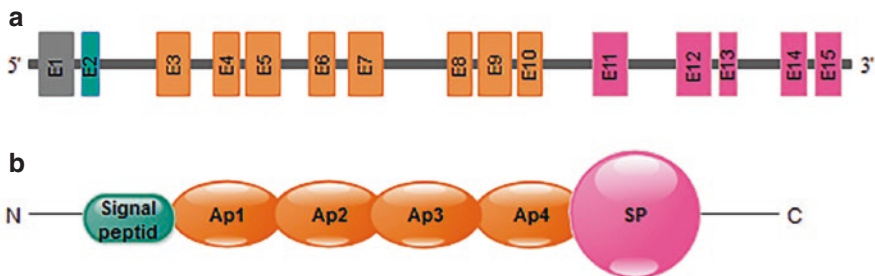 a
5' E1 E2 E3 E4 E5 E6 E7 E8 E9 E10 E11 E12 E13 E14 E15 3'
b
N Signal peptid Ap1 Ap2 Ap3 Ap4 SP C